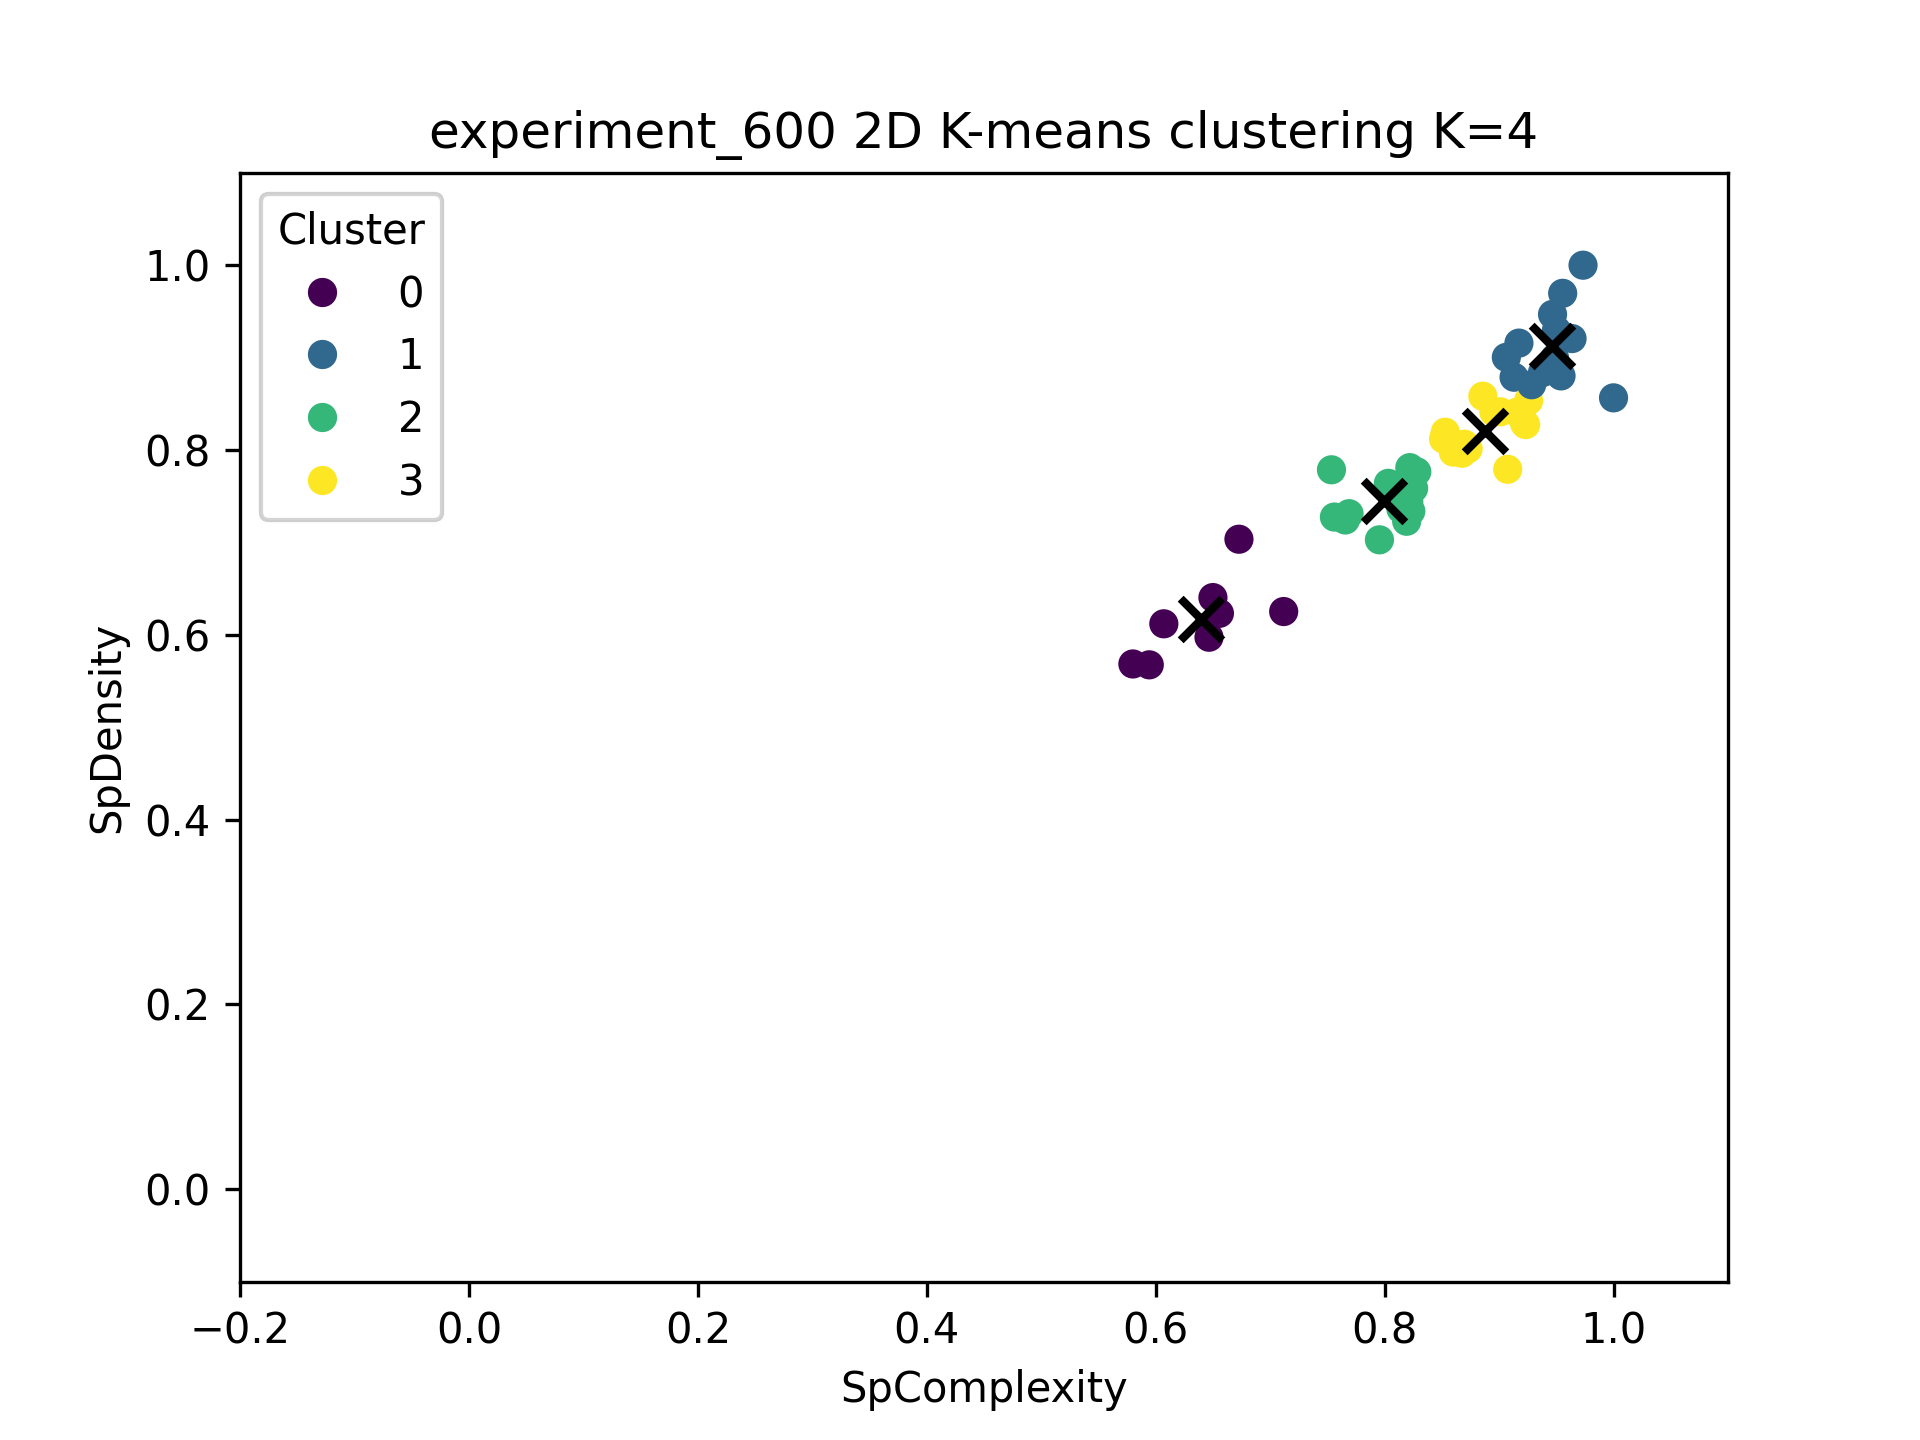 experiment_600 2D K-means clustering K=4
Cluster
0
1
2
3
1.0
0.8
0.6
0.4
0.2
0.0
SpDensity
−0.2 0.0 0.2 0.4 0.6 0.8 1.0
SpComplexity